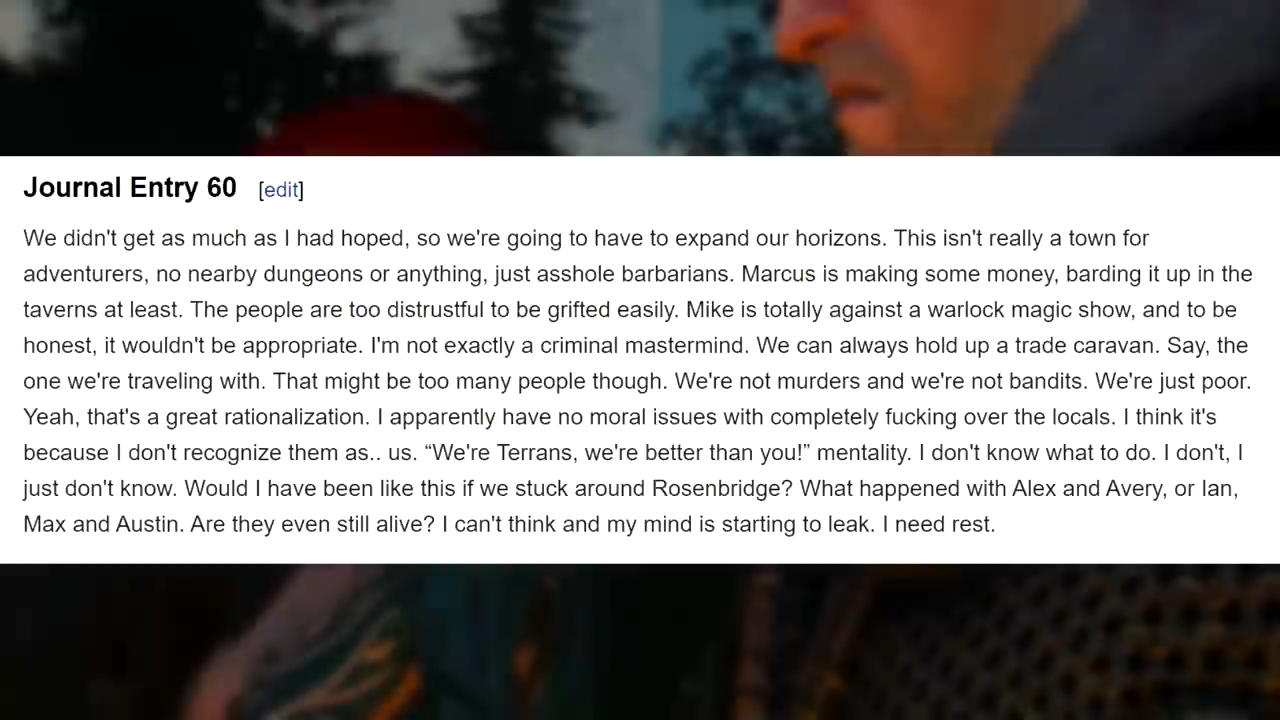 Journal Entry 60 [edit]
We didn't get as much as I had hoped, so we're going to have to expand our horizons. This isn't really a town for
adventurers, no nearby dungeons or anything, just asshole barbarians. Marcus is making some money, barding it up in the
taverns at least. The people are too distrustful to be grifted easily. Mike is totally against a warlock magic show, and to be
honest, it wouldn't be appropriate. I'm not exactly a criminal mastermind. We can always hold up a trade caravan. Say, the
one we're traveling with. That might be too many people though. We're not murders and we're not bandits. We're just poor.
Yeah, that's a great rationalization. I apparently have no moral issues with completely fucking over the locals. I think it's
because I don't recognize them as.. us. “We're Terrans, we're better than you!” mentality. I don't know what to do. I don't, I
just don't know. Would I have been like this if we stuck around Rosenbridge? What happened with Alex and Avery, or Ian,
Max and Austin. Are they even still alive? I can't think and my mind is starting to leak. I need rest.